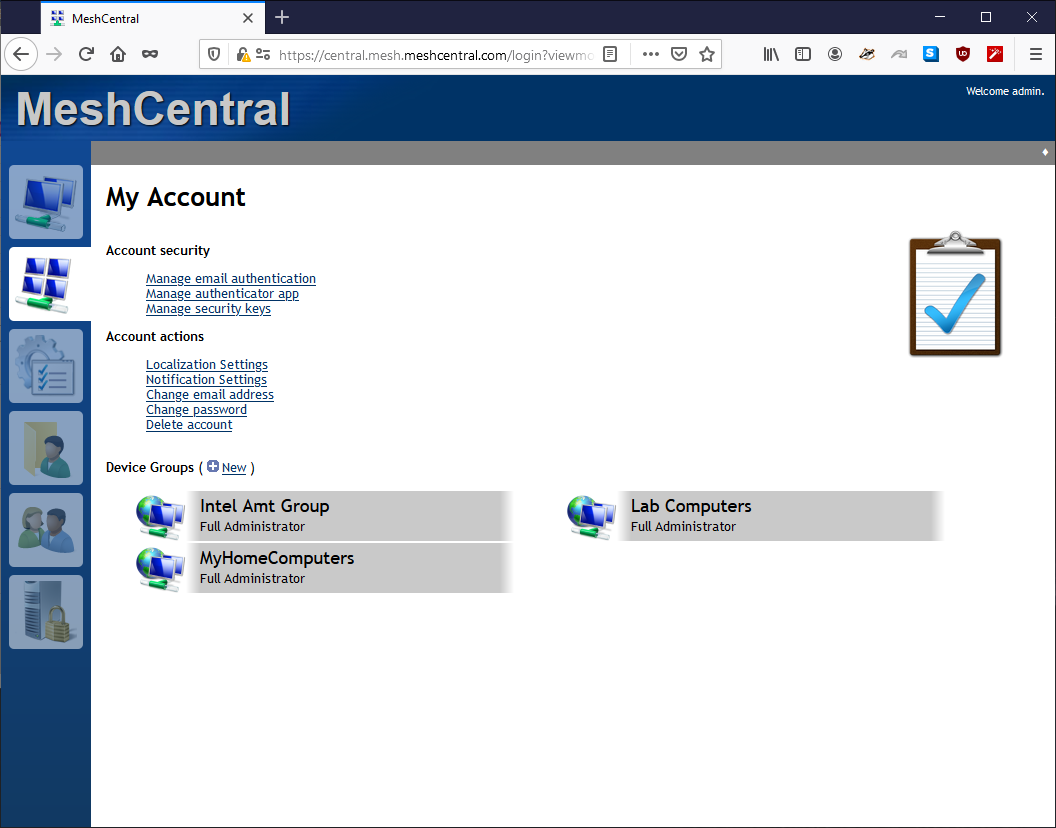 MeshCentral
https://central.mesh.meshcentral.com/login?viewmo
MeshCentral
Welcome admin.
My Account
Account security
Manage email authentication
Manage authenticator app
Manage security keys
Account actions
Localization Settings
Notification Settings
Change email address
Change password
Delete account
Device Groups ( New )
Intel Amt Group
Full Administrator
Lab Computers
Full Administrator
MyHomeComputers
Full Administrator